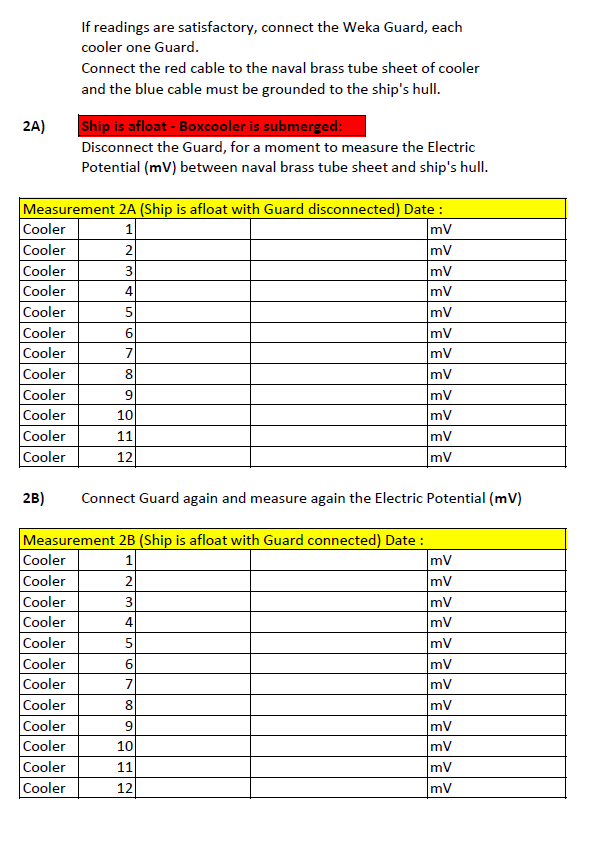 If readings are satisfactory, connect the Weka Guard, each
cooler one Guard.
Connect the red cable to the naval brass tube sheet of cooler
and the blue cable must be grounded to the ship's hull.
2A) Ship is afloat - Boxcooler is submerged:
Disconnect the Guard, for a moment to measure the Electric
Potential (mV) between naval brass tube sheet and ship's hull.
Measurement 2A (Ship is afloat with Guard disconnected) Date :
Cooler 1 mV
Cooler 2 mV
Cooler 3 mV
Cooler 4 mV
Cooler 5 mV
Cooler 6 mV
Cooler 7 mV
Cooler 8 mV
Cooler 9 mV
Cooler 10 mV
Cooler 11 mV
Cooler 12 mV
2B) Connect Guard again and measure again the Electric Potential (mV)
Measurement 2B (Ship is afloat with Guard connected) Date :
Cooler 1 mV
Cooler 2 mV
Cooler 3 mV
Cooler 4 mV
Cooler 5 mV
Cooler 6 mV
Cooler 7 mV
Cooler 8 mV
Cooler 9 mV
Cooler 10 mV
Cooler 11 mV
Cooler 12 mV